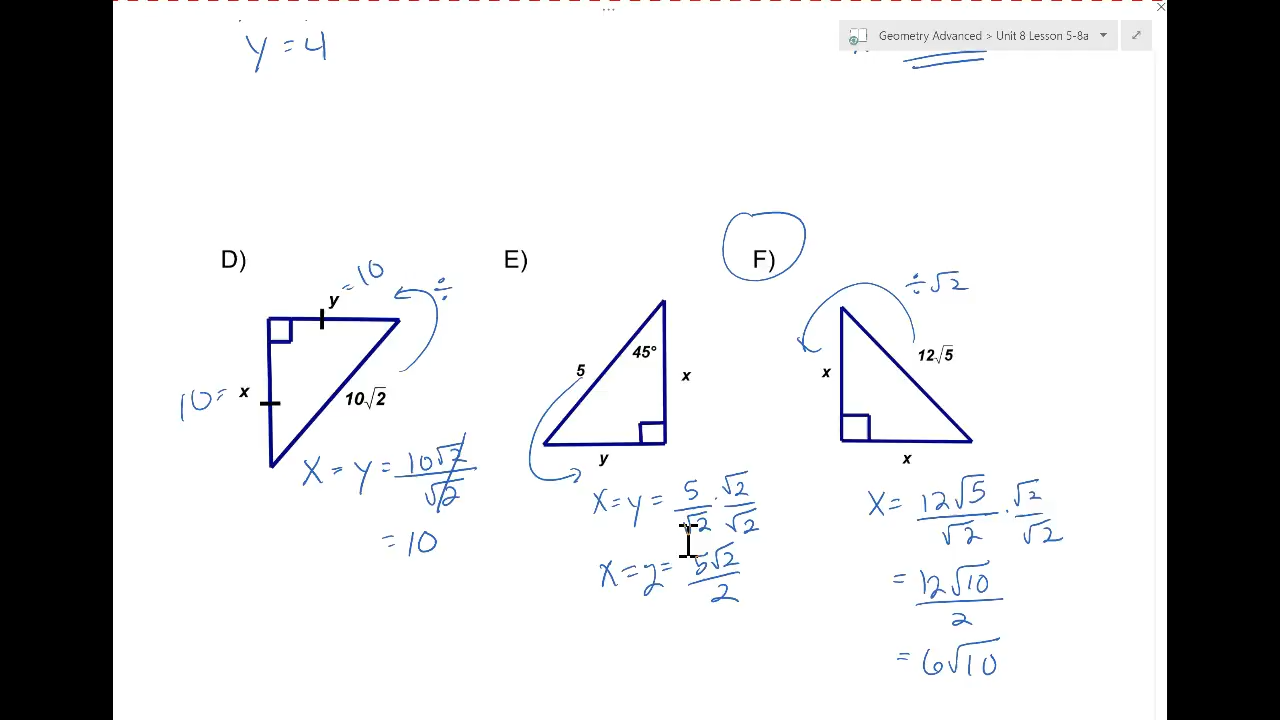 y = 4
Geometry Advanced > Unit 8 Lesson 5-8a
D)
y = 10
÷
10 = x
10√2
x = y = 10√2/√2
= 10
E)
45°
5
x
y
x = y = 5/√2 · √2/√2
x = y = 5√2/2
F)
÷√2
12√5
x
x
x = 12√5/√2 · √2/√2
= 12√10/2
= 6√10